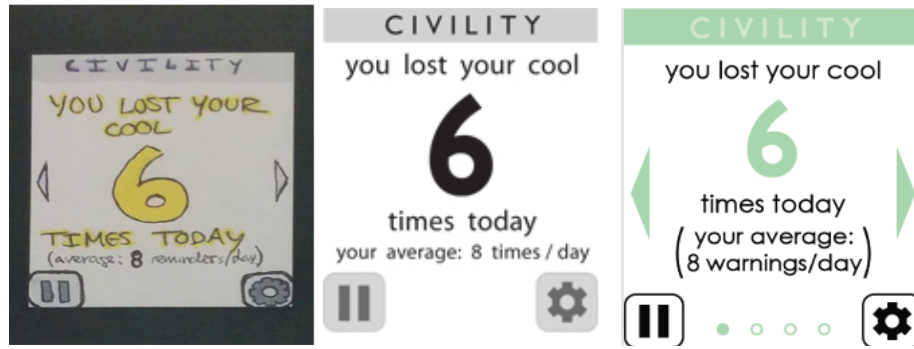 CIVILITY
YOU LOST YOUR
COOL
6
TIMES TODAY
(average: 8 reminders/day)
CIVILITY
you lost your cool
6
times today
your average: 8 times / day
CIVILITY
you lost your cool
6
times today
(your average:
8 warnings/day)